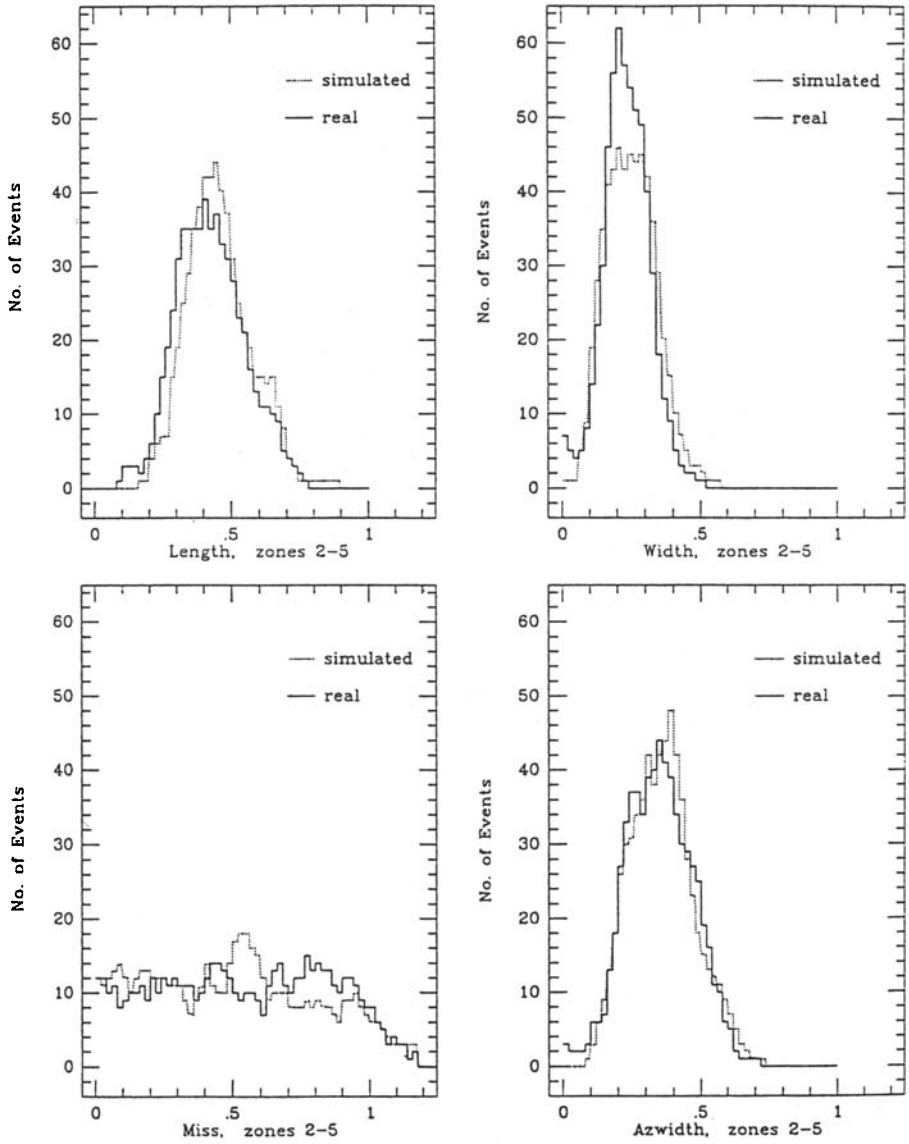 60
50
40
30
20
10
0
No. of Events
simulated
real
0
.5
1
Length, zones 2-5
60
50
40
30
20
10
0
No. of Events
simulated
real
0
.5
1
Width, zones 2-5
60
50
40
30
20
10
0
No. of Events
simulated
real
0
.5
1
Miss, zones 2-5
60
50
40
30
20
10
0
No. of Events
simulated
real
0
.5
1
Azwidth, zones 2-5